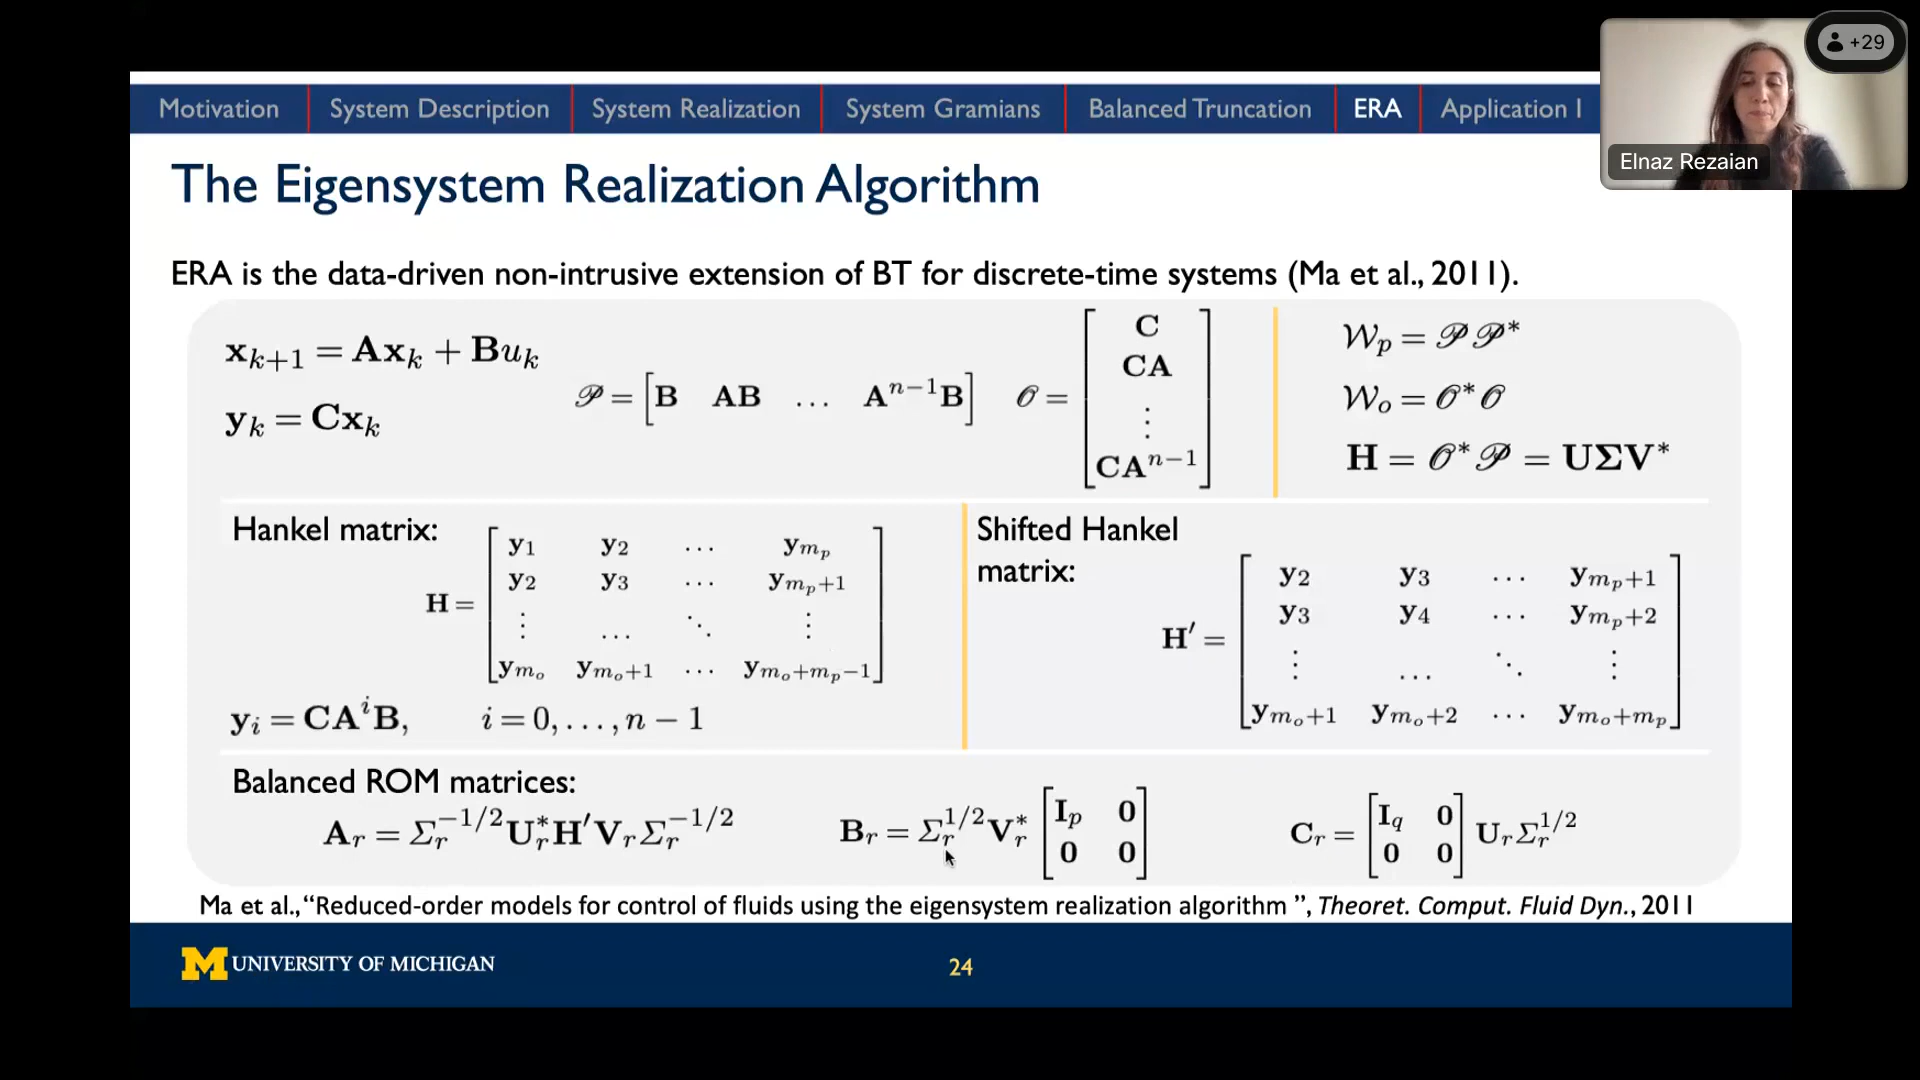 +29
Elnaz Rezaian
Motivation System Description System Realization System Gramians Balanced Truncation ERA Application I
The Eigensystem Realization Algorithm
ERA is the data-driven non-intrusive extension of BT for discrete-time systems (Ma et al., 2011).
x_{k+1} = Ax_k + Bu_k
y_k = Cx_k
𝒫 = [B AB … A^{n−1}B]
𝒪 = [C
CA
⋮
CA^{n−1}]
𝒲_p = 𝒫𝒫*
𝒲_o = 𝒪*𝒪
H = 𝒪*𝒫 = UΣV*
Hankel matrix:
H = [y_1 y_2 ⋯ y_{m_p}
y_2 y_3 ⋯ y_{m_p+1}
⋮ … ⋱ ⋮
y_{m_o} y_{m_o+1} ⋯ y_{m_o+m_p−1}]
y_i = CA^iB, i = 0, …, n − 1
Shifted Hankel
matrix:
H′ = [y_2 y_3 ⋯ y_{m_p+1}
y_3 y_4 ⋯ y_{m_p+2}
⋮ … ⋱ ⋮
y_{m_o+1} y_{m_o+2} ⋯ y_{m_o+m_p}]
Balanced ROM matrices:
A_r = Σ_r^{−1/2}U_r^*H′V_rΣ_r^{−1/2}
B_r = Σ_r^{1/2}V_r^* [I_p 0
0 0]
C_r = [I_q 0
0 0] U_rΣ_r^{1/2}
Ma et al., “Reduced-order models for control of fluids using the eigensystem realization algorithm ”, Theoret. Comput. Fluid Dyn., 2011
M UNIVERSITY OF MICHIGAN
24